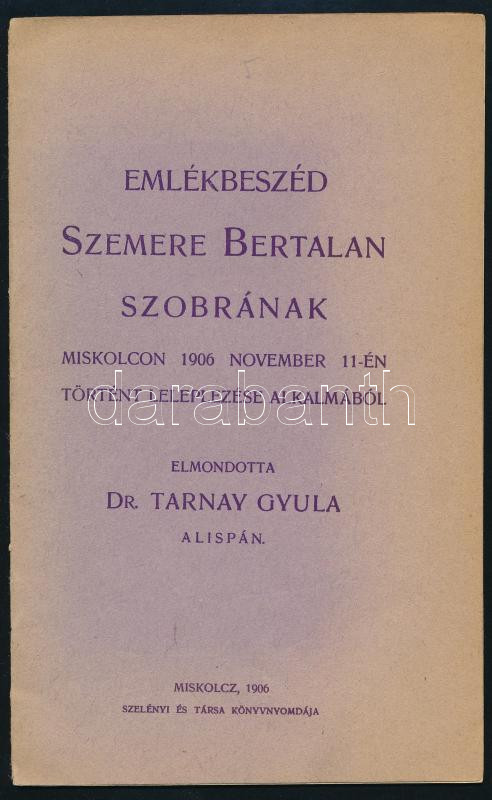 EMLÉKBESZÉD
SZEMERE BERTALAN
SZOBRÁNAK
MISKOLCON 1906 NOVEMBER 11-ÉN
TÖRTÉNT LELEPLEZÉSE ALKALMÁBÓL
darabanth
ELMONDOTTA
DR. TARNAY GYULA
ALISPÁN.
MISKOLCZ, 1906
SZELÉNYI ÉS TÁRSA KÖNYVNYOMDÁJA